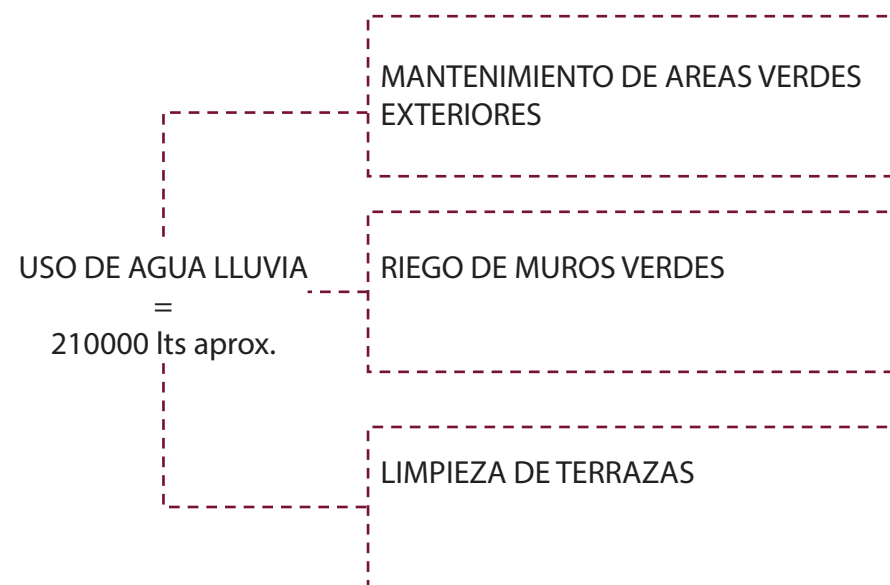 MANTENIMIENTO DE AREAS VERDES
EXTERIORES
USO DE AGUA LLUVIA
=
210000 lts aprox.
RIEGO DE MUROS VERDES
LIMPIEZA DE TERRAZAS